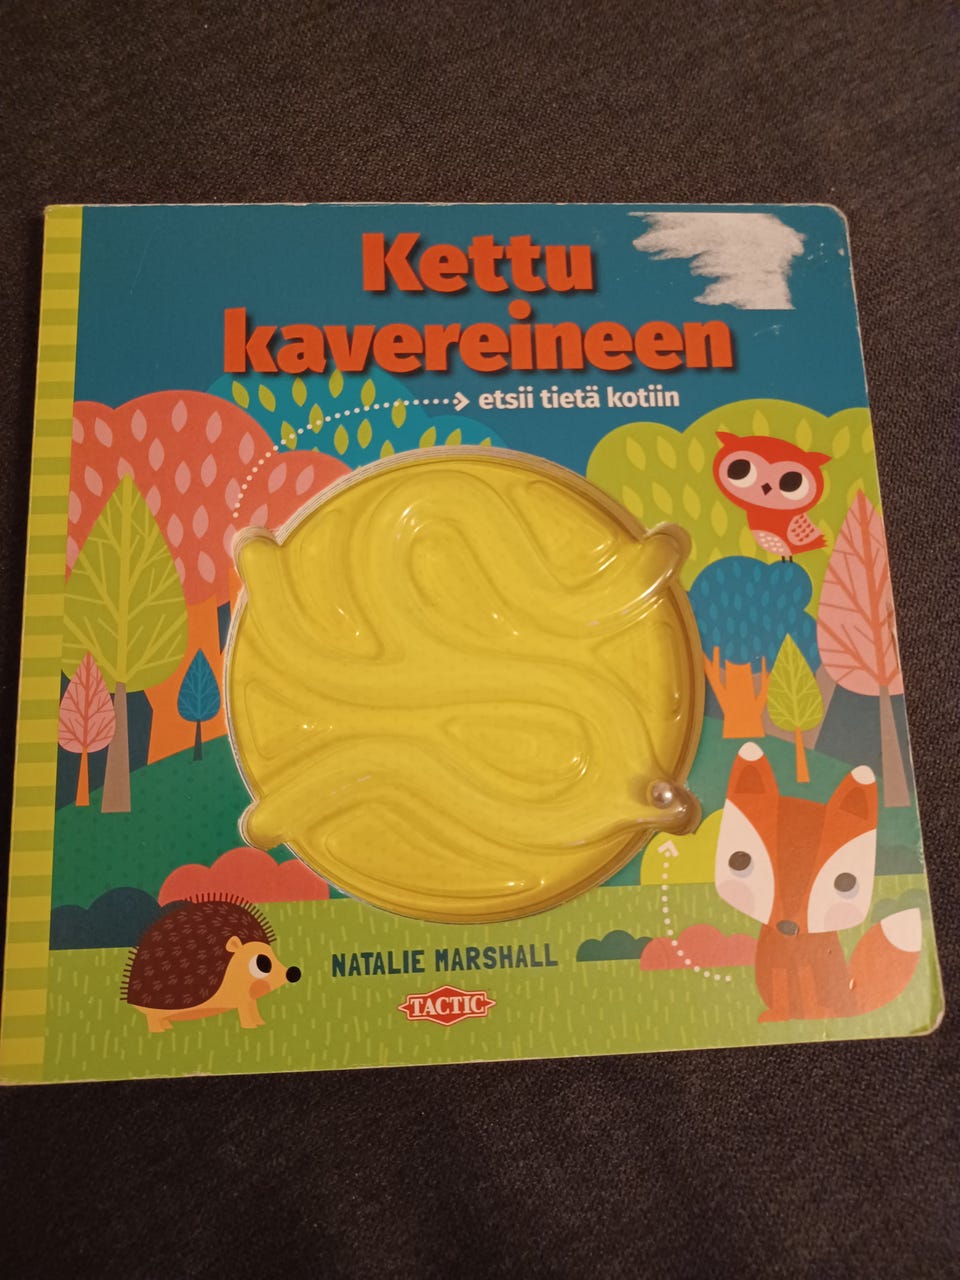 Kettu
kavereineen
etsii tietä kotiin
NATALIE MARSHALL
TACTIC